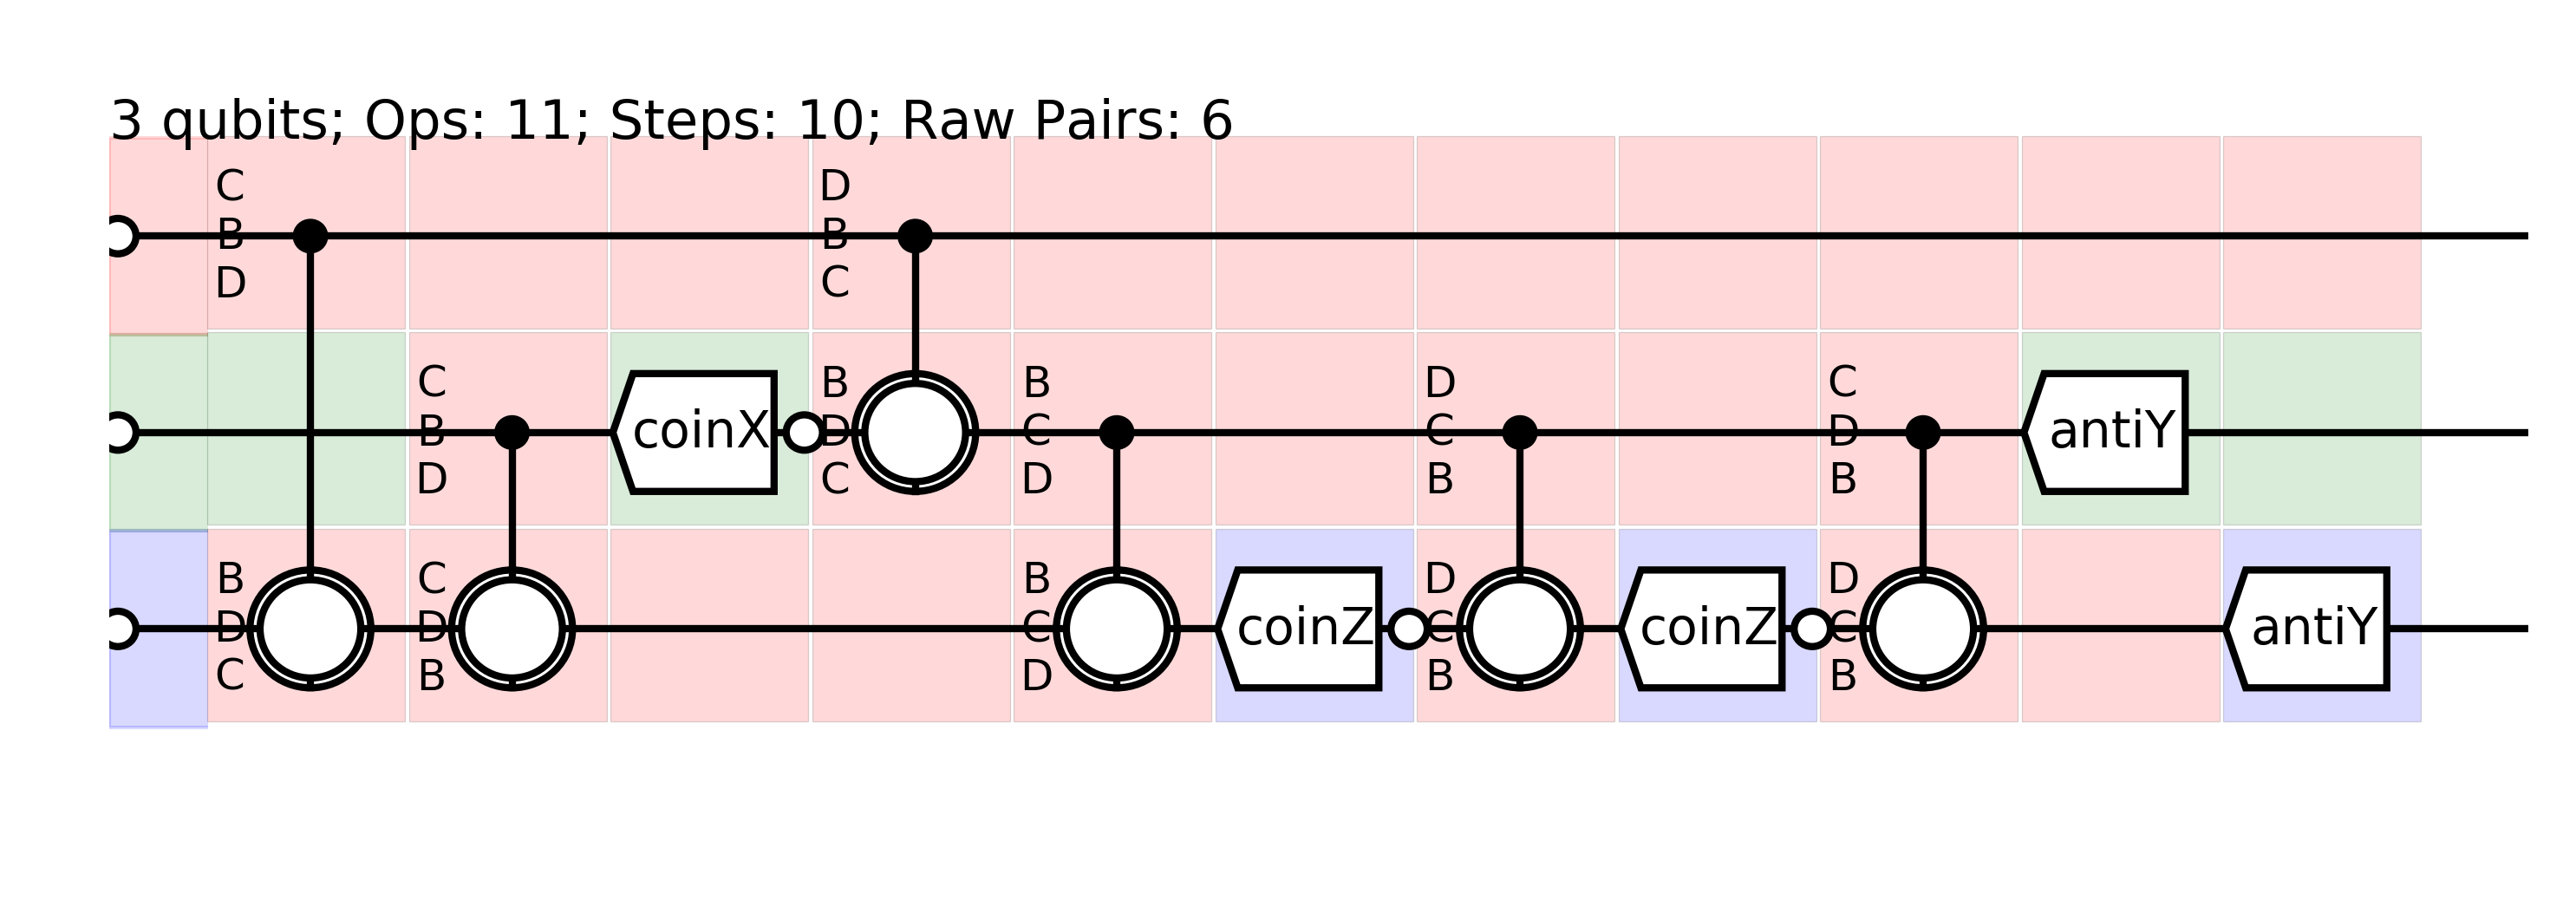 3 qubits; Ops: 11; Steps: 10; Raw Pairs: 6
C D
B B
D C
C B B D C
B coinX D C C D antiY
D C D B B
B C B D D
D D C coinZ C coinZ C antiY
C B D B B